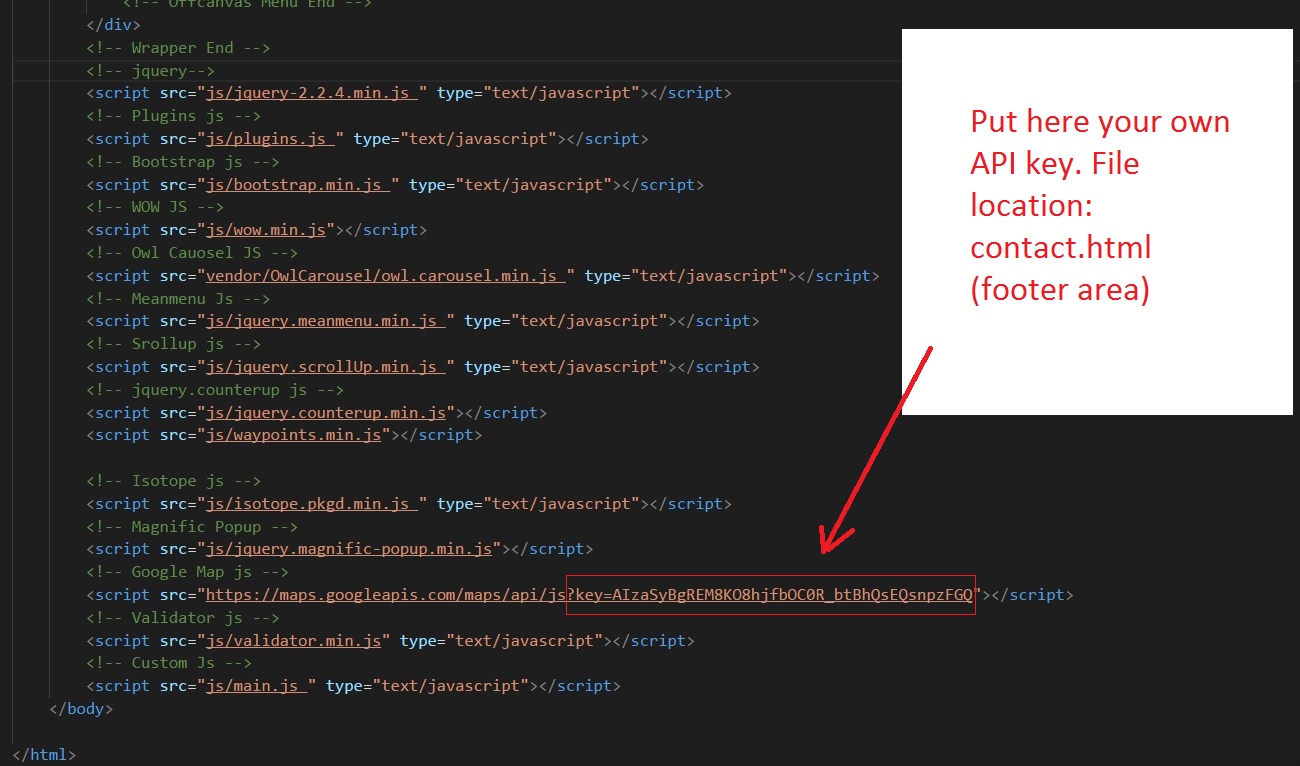 <!-- Offcanvas Menu End -->
</div>
<!-- Wrapper End -->
<!-- jquery-->
<script src="js/jquery-2.2.4.min.js " type="text/javascript"></script>
<!-- Plugins js -->
<script src="js/plugins.js " type="text/javascript"></script>
<!-- Bootstrap js -->
<script src="js/bootstrap.min.js " type="text/javascript"></script>
<!-- WOW JS -->
<script src="js/wow.min.js"></script>
<!-- Owl Cauosel JS -->
<script src="vendor/OwlCarousel/owl.carousel.min.js " type="text/javascript"></script>
<!-- Meanmenu Js -->
<script src="js/jquery.meanmenu.min.js " type="text/javascript"></script>
<!-- Srollup js -->
<script src="js/jquery.scrollUp.min.js " type="text/javascript"></script>
<!-- jquery.counterup js -->
<script src="js/jquery.counterup.min.js"></script>
<script src="js/waypoints.min.js"></script>
<!-- Isotope js -->
<script src="js/isotope.pkgd.min.js " type="text/javascript"></script>
<!-- Magnific Popup -->
<script src="js/jquery.magnific-popup.min.js"></script>
<!-- Google Map js -->
<script src="https://maps.googleapis.com/maps/api/js?key=AIzaSyBgREM8KO8hjfbOC0R_btBhQsEQsnpzFGQ"></script>
<!-- Validator js -->
<script src="js/validator.min.js" type="text/javascript"></script>
<!-- Custom Js -->
<script src="js/main.js " type="text/javascript"></script>
</body>
</html>
Put here your own
API key. File
location:
contact.html
(footer area)